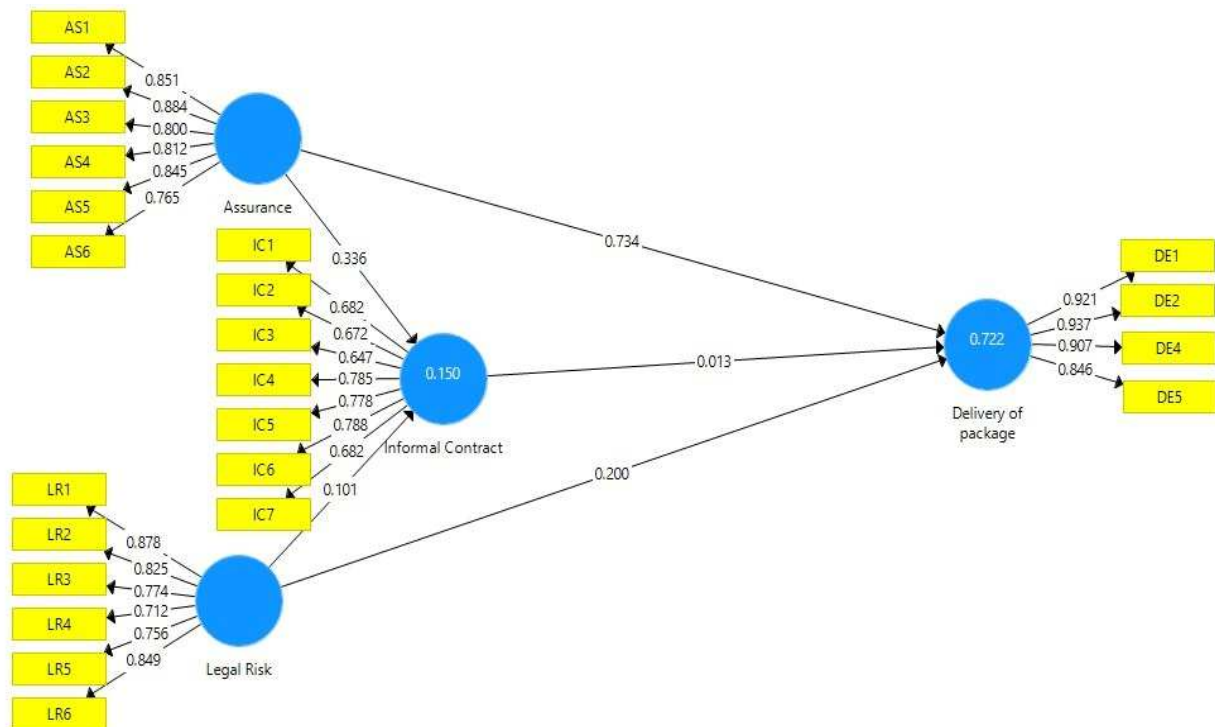 AS1
AS2
AS3
AS4
AS5
AS6
0.851
0.884
0.800
0.812
0.845
0.765
Assurance
0.336
0.734
IC1
IC2
IC3
IC4
IC5
IC6
IC7
0.682
0.672
0.647
0.785
0.778
0.788
0.682
0.150
Informal Contract
0.101
0.013
LR1
LR2
LR3
LR4
LR5
LR6
0.878
0.825
0.774
0.712
0.756
0.849
Legal Risk
0.200
0.722
Delivery of
package
0.921
0.937
0.907
0.846
DE1
DE2
DE4
DE5